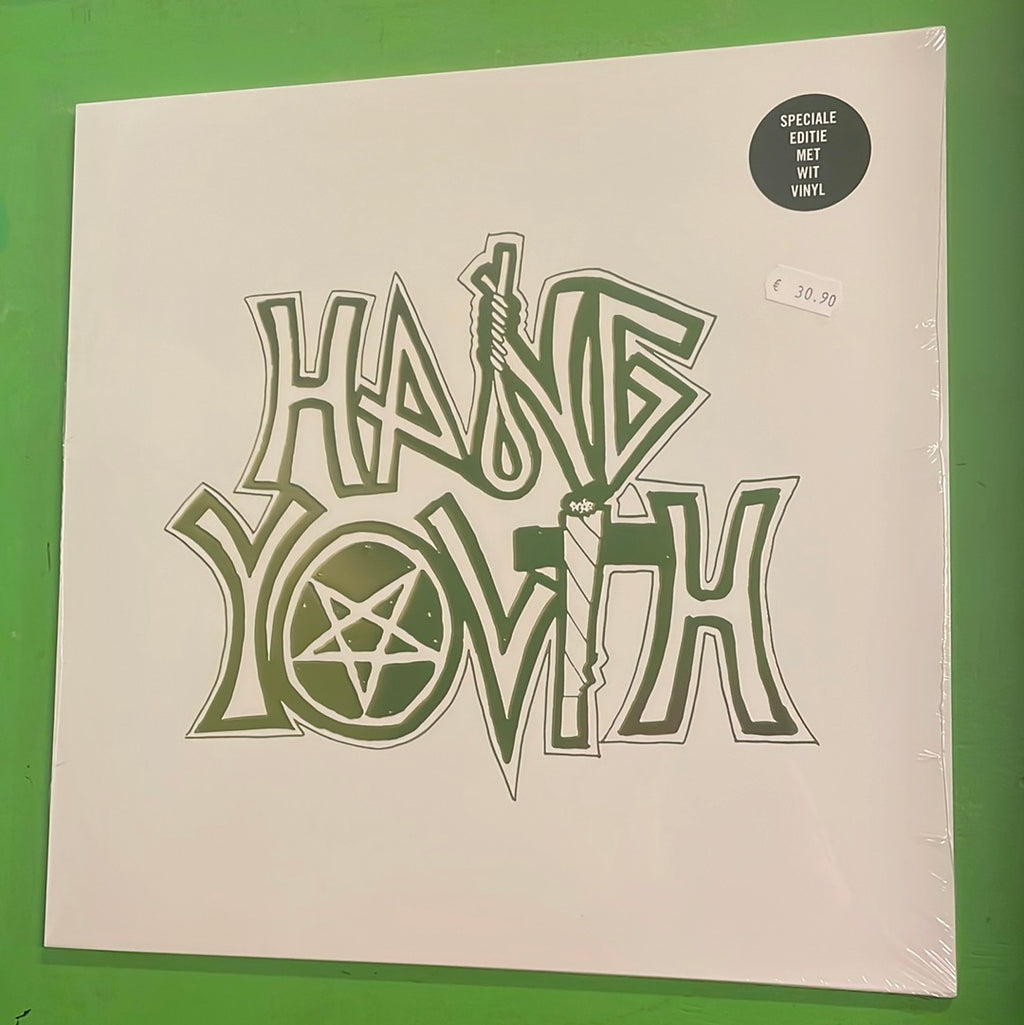 SPECIALE
EDITIE
MET
WIT
VINYL
€ 30.90
HANG
YOUTH